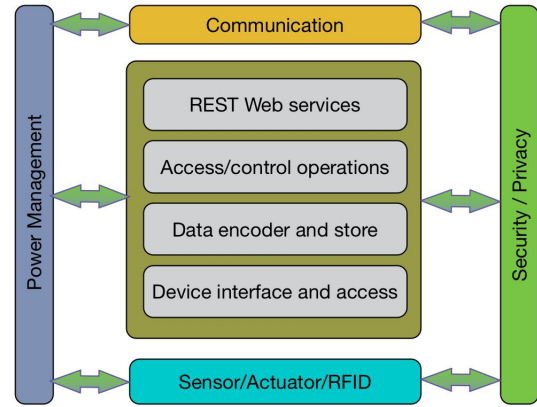 Communication
Power Management
REST Web services
Access/control operations
Data encoder and store
Device interface and access
Security / Privacy
Sensor/Actuator/RFID